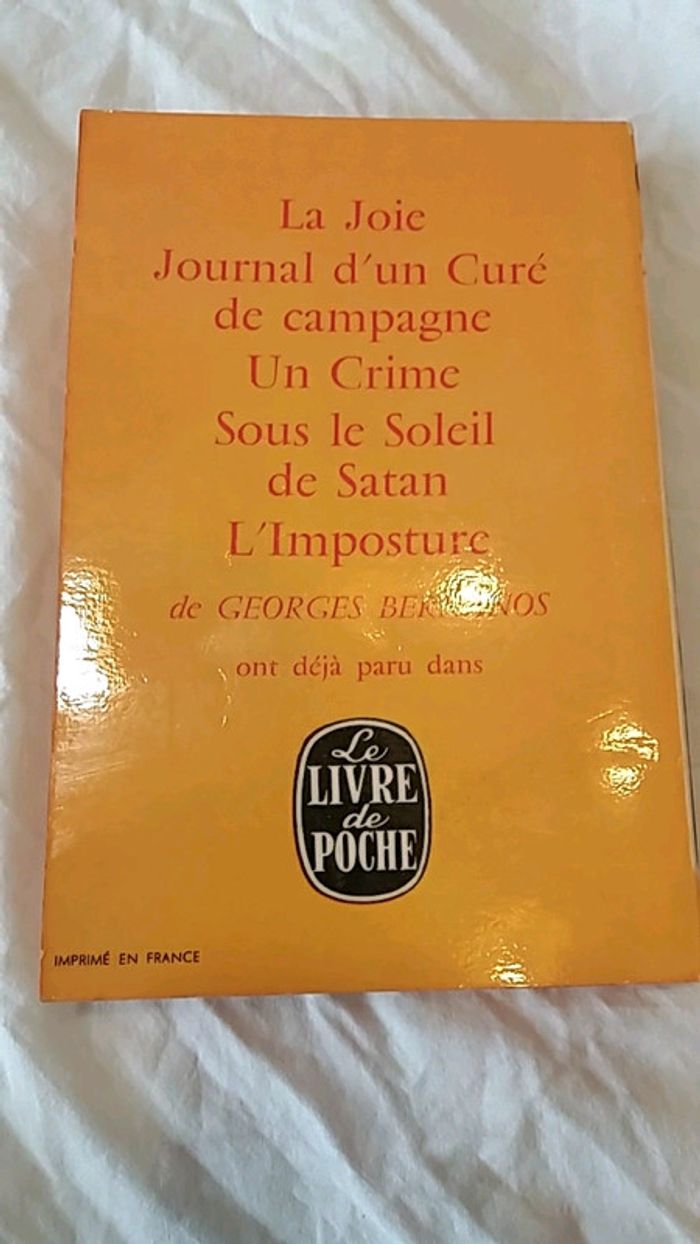 La Joie
Journal d'un Curé
de campagne
Un Crime
Sous le Soleil
de Satan
L'Imposture
de GEORGES
ont déjà paru dans
Le
LIVRE
de
POCHE
IMPRIMÉ EN FRANCE